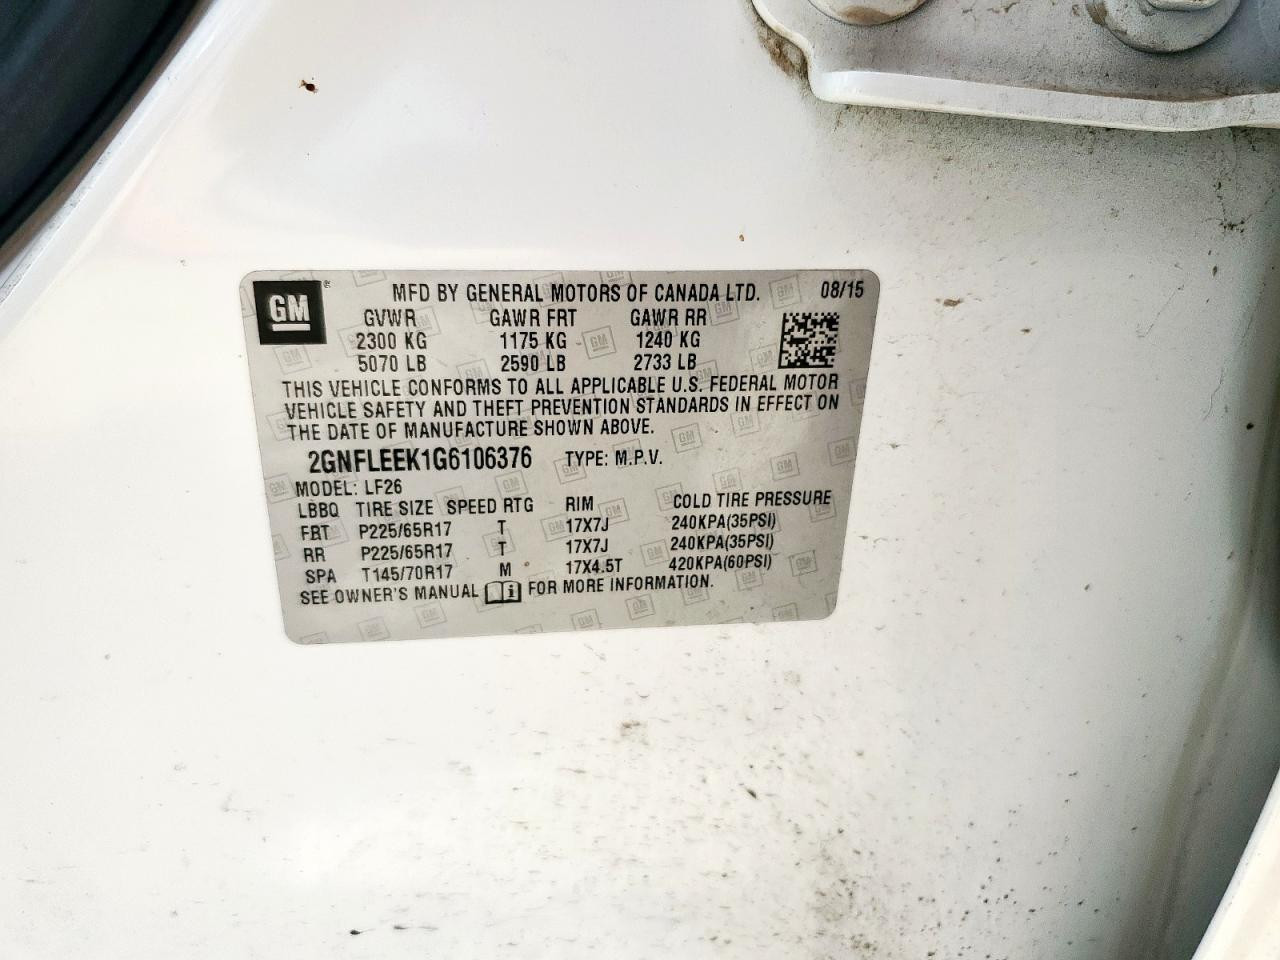 GM
MFD BY GENERAL MOTORS OF CANADA LTD. 08/15
GVWR GAWR FRT GAWR RR
2300 KG 1175 KG 1240 KG
5070 LB 2590 LB 2733 LB
THIS VEHICLE CONFORMS TO ALL APPLICABLE U.S. FEDERAL MOTOR
VEHICLE SAFETY AND THEFT PREVENTION STANDARDS IN EFFECT ON
THE DATE OF MANUFACTURE SHOWN ABOVE.
2GNFLEEK1G6106376 TYPE: M.P.V.
MODEL: LF26
LBBQ TIRE SIZE SPEED RTG RIM COLD TIRE PRESSURE
FRT P225/65R17 T 17X7J 240KPA(35PSI)
RR P225/65R17 T 17X7J 240KPA(35PSI)
SPA T145/70R17 M 17X4.5T 420KPA(60PSI)
SEE OWNER'S MANUAL i FOR MORE INFORMATION.